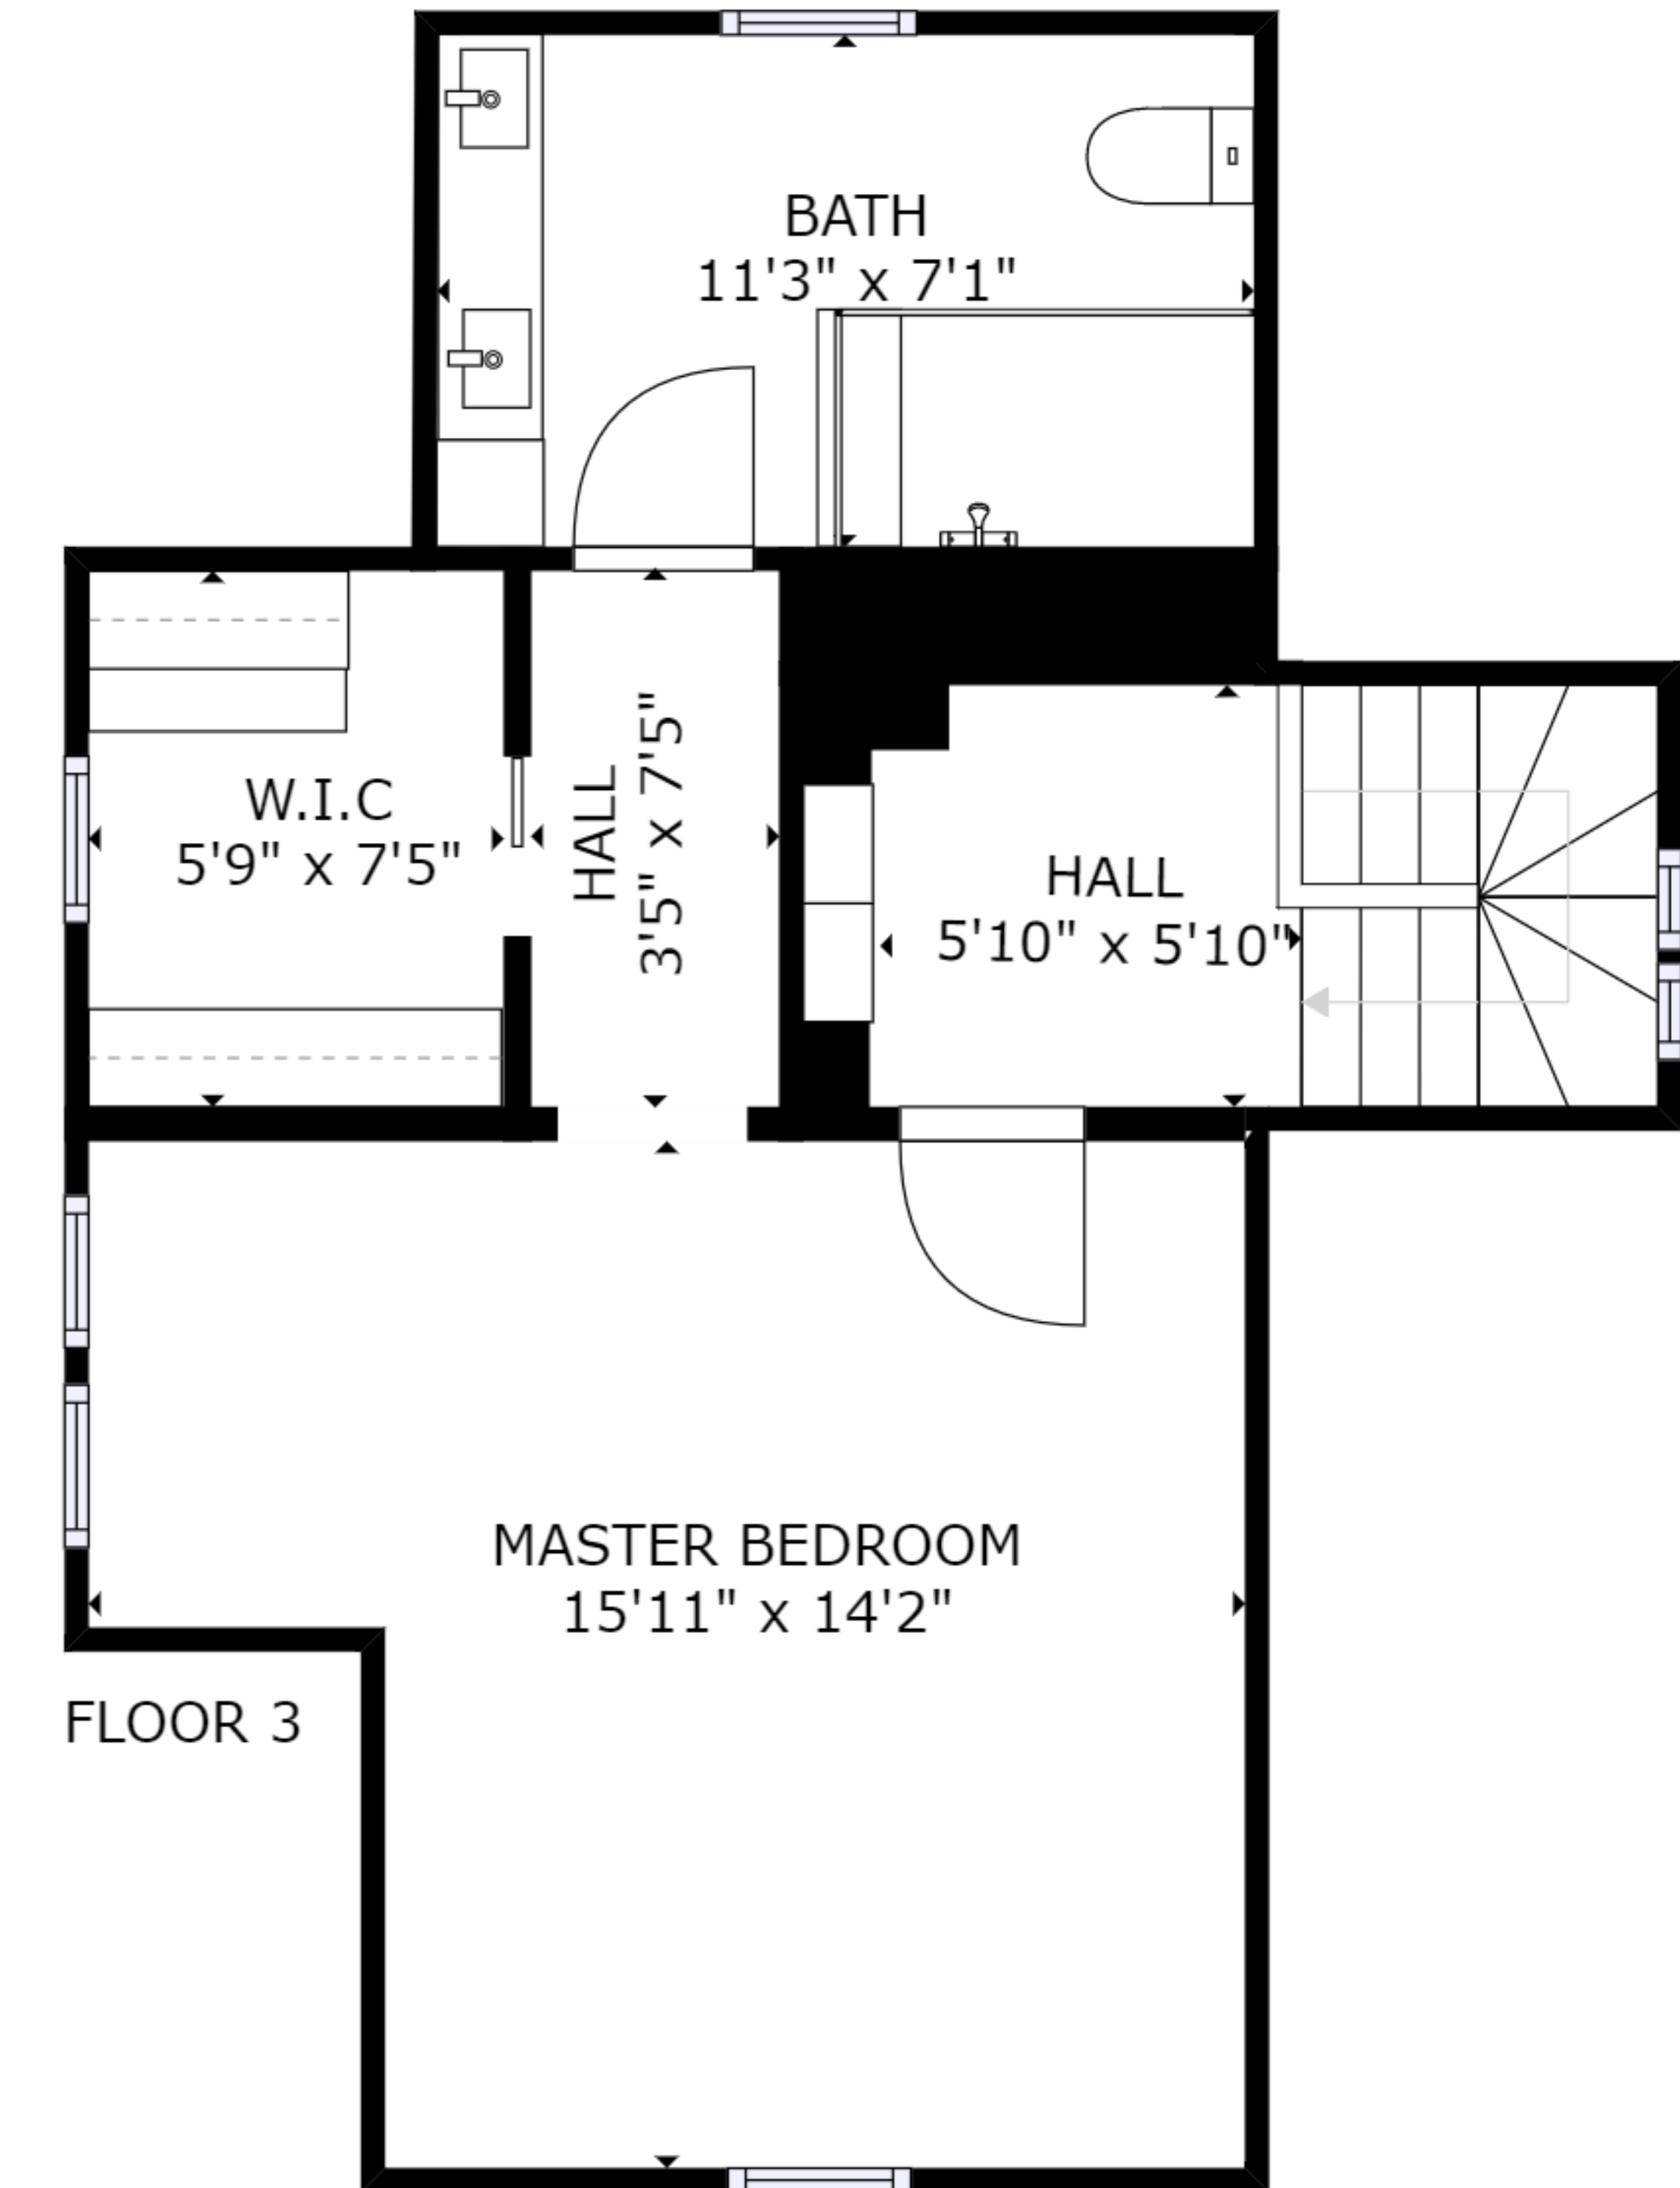 BATH
11'3" x 7'1"
W.I.C
5'9" x 7'5"
HALL
3'5" x 7'5"
HALL
5'10" x 5'10"
MASTER BEDROOM
15'11" x 14'2"
FLOOR 3